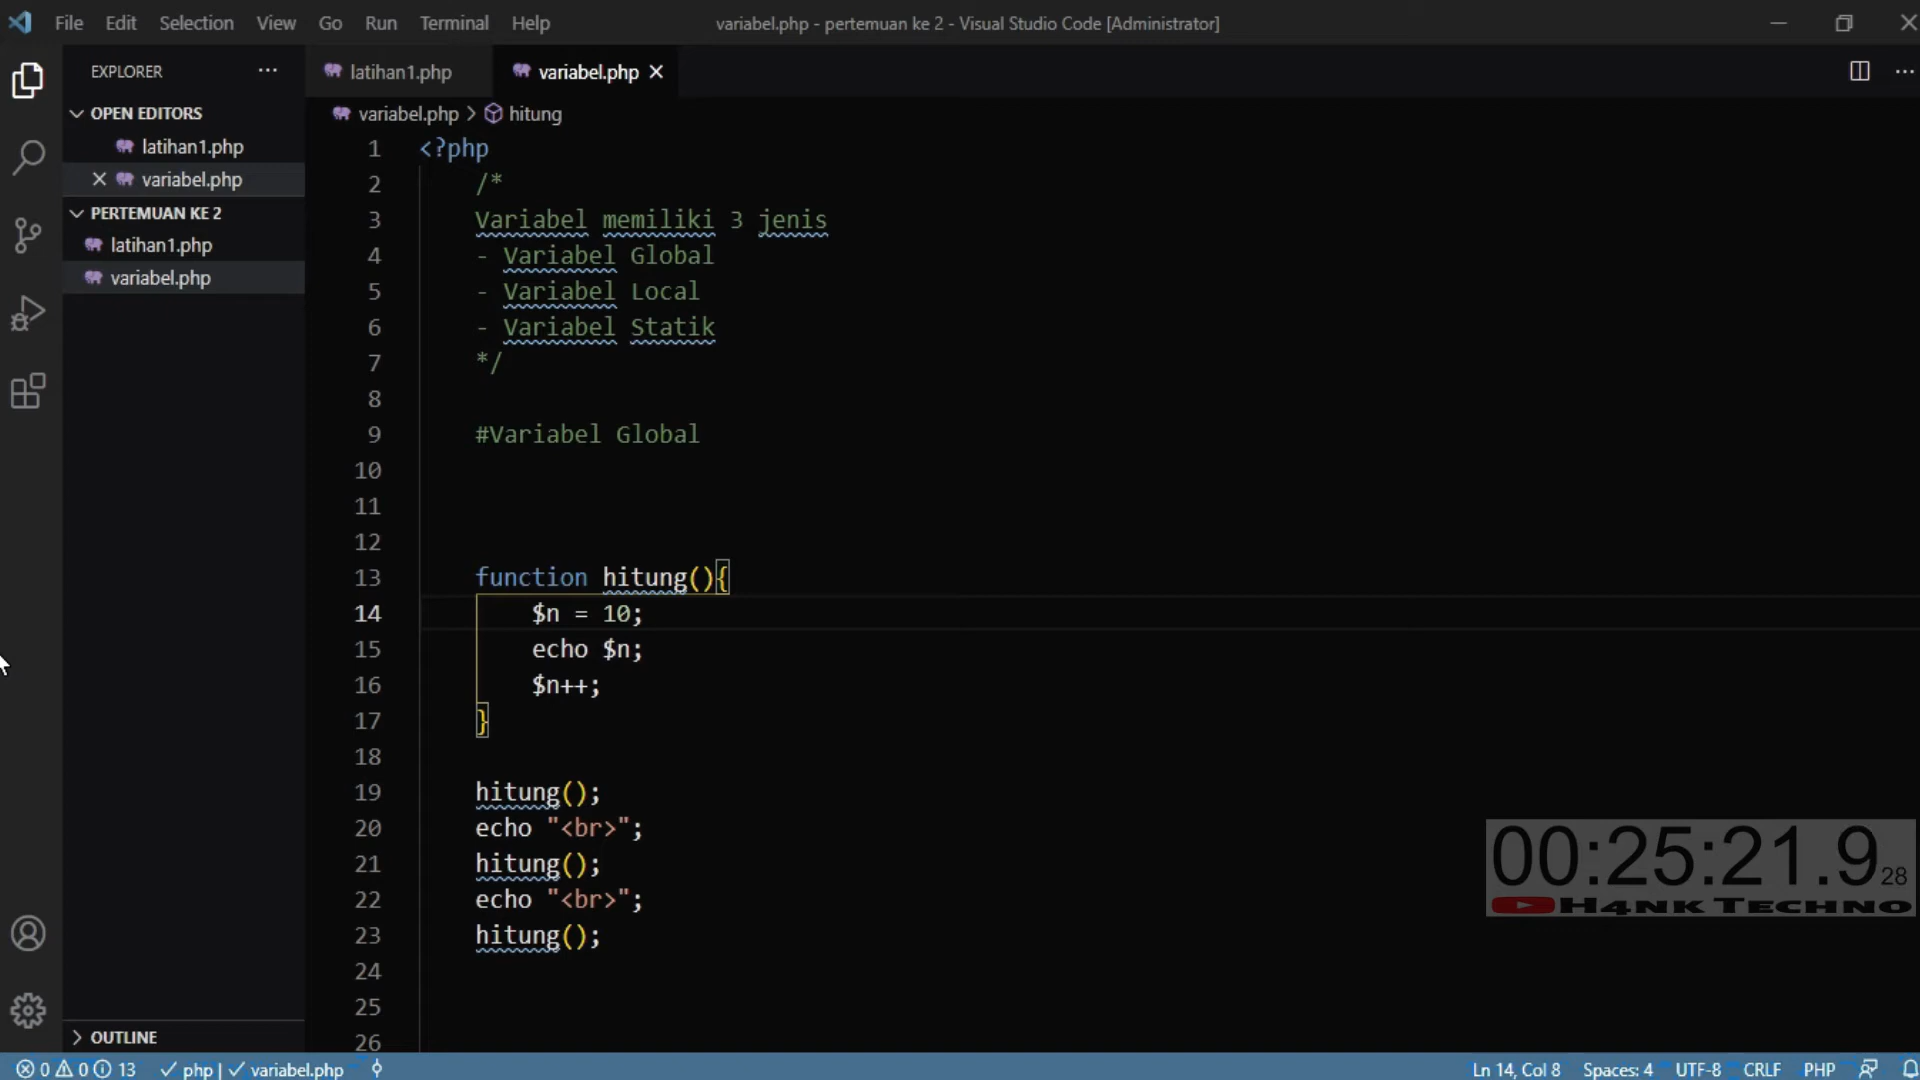 File Edit Selection View Go Run Terminal Help variabel.php - pertemuan ke 2 - Visual Studio Code [Administrator]
EXPLORER
OPEN EDITORS
latihan1.php
variabel.php
PERTEMUAN KE 2
latihan1.php
variabel.php
OUTLINE
latihan1.php variabel.php
variabel.php > hitung
1 <?php
2 /*
3 Variabel memiliki 3 jenis
4 - Variabel Global
5 - Variabel Local
6 - Variabel Statik
7 */
8
9 #Variabel Global
10
11
12
13 function hitung(){
14 $n = 10;
15 echo $n;
16 $n++;
17 }
18
19 hitung();
20 echo "<br>";
21 hitung();
22 echo "<br>";
23 hitung();
24
25
26
00:25:21.928
H4NK TECHNO
0 0 13 php | variabel.php Ln 14, Col 8 Spaces: 4 UTF-8 CRLF PHP